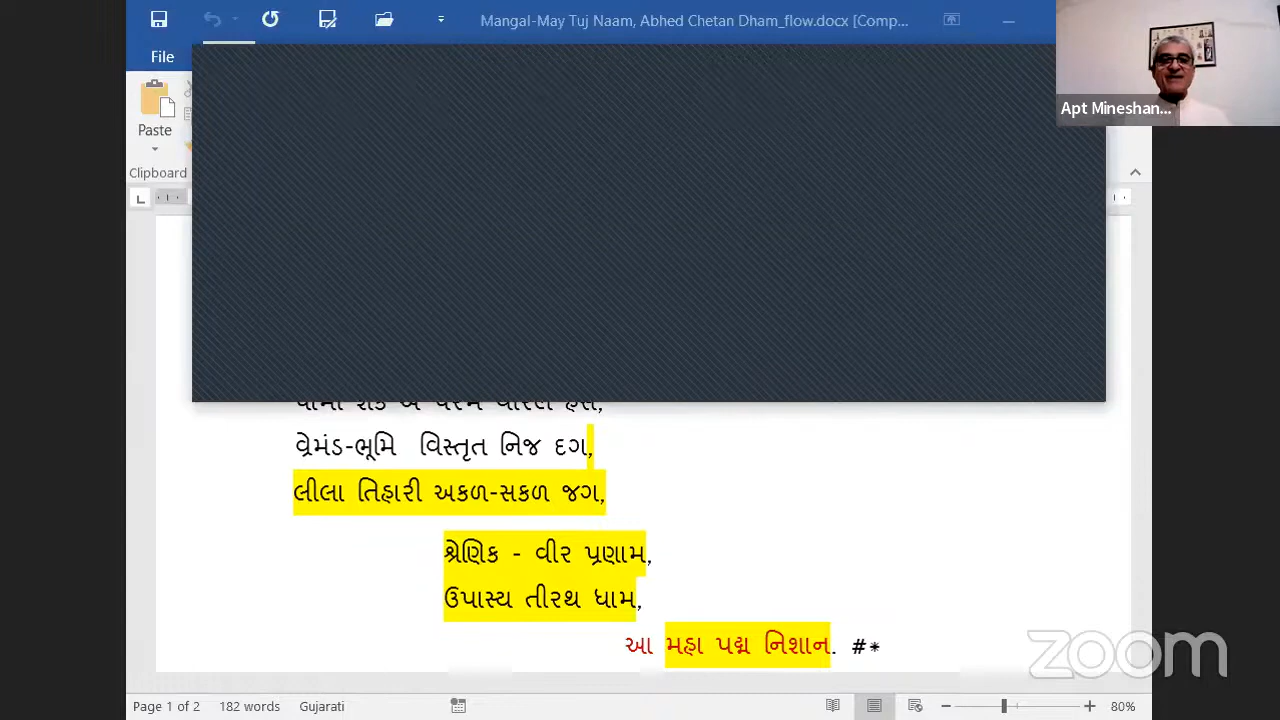 Mangal-May Tuj Naam, Abhed Chetan Dham_flow.docx [Comp...
File
Apt Mineshan...
Paste
Clipboard
વ્રેમંડ-ભૂમિ વિસ્તૃત નિજ દગ,
લીલા તિહારી અકળ-સકળ જગ,
શ્રેણિક - વીર પ્રણામ,
ઉપાસ્ય તીરથ ધામ,
આ મહા પદ્મ નિશાન. #*
zoom
Page 1 of 2 182 words Gujarati 80%